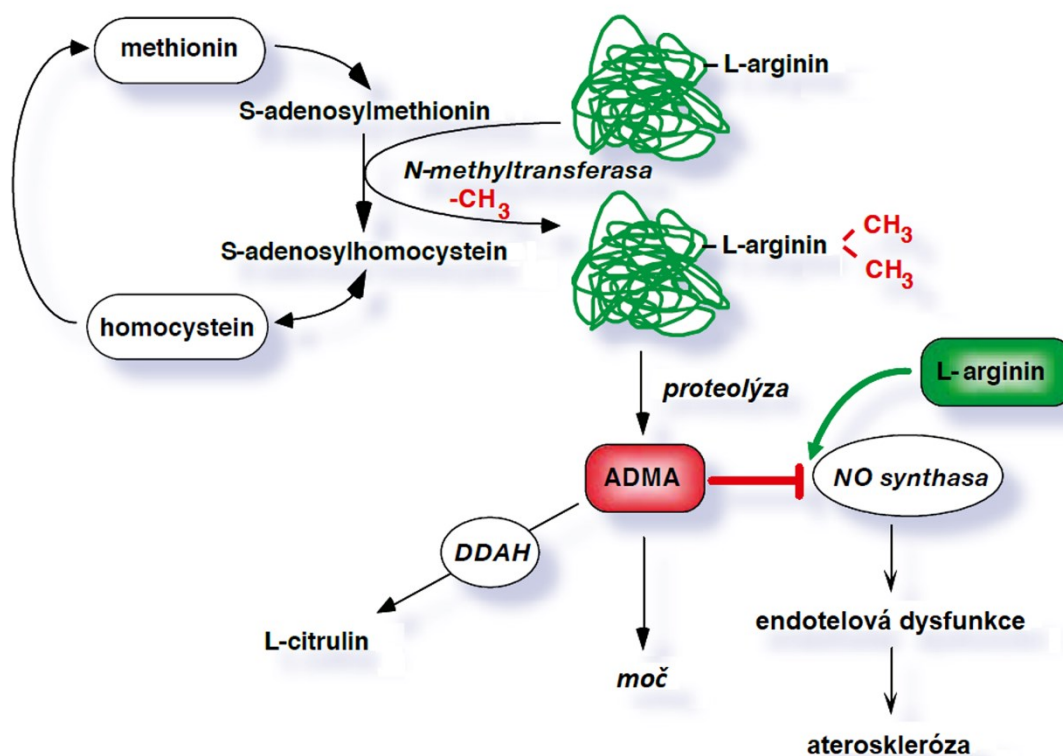 methionin
L-arginin
S-adenosylmethionin
N-methyltransferasa
-CH3
S-adenosylhomocystein
L-arginin
CH3
CH3
homocystein
L-arginin
proteolýza
ADMA
NO synthasa
DDAH
endotelová dysfunkce
L-citrulin
moč
ateroskleróza